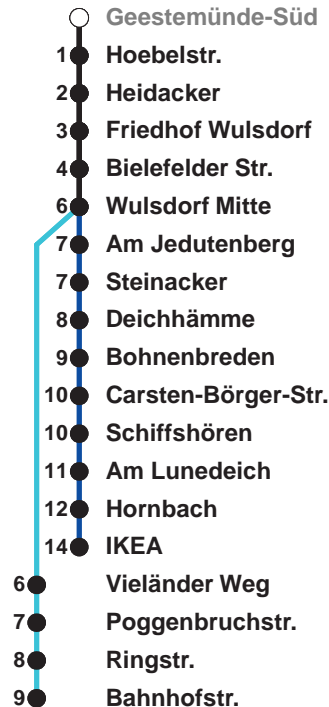 Geestemünde-Süd
1 Hoebelstr.
2 Heidacker
3 Friedhof Wulsdorf
4 Bielefelder Str.
6 Wulsdorf Mitte
7 Am Jedutenberg
7 Steinacker
8 Deichhämme
9 Bohnenbreden
10 Carsten-Börger-Str.
10 Schiffshören
11 Am Lunedeich
12 Hornbach
14 IKEA
6 Vieländer Weg
7 Poggenbruchstr.
8 Ringstr.
9 Bahnhofstr.